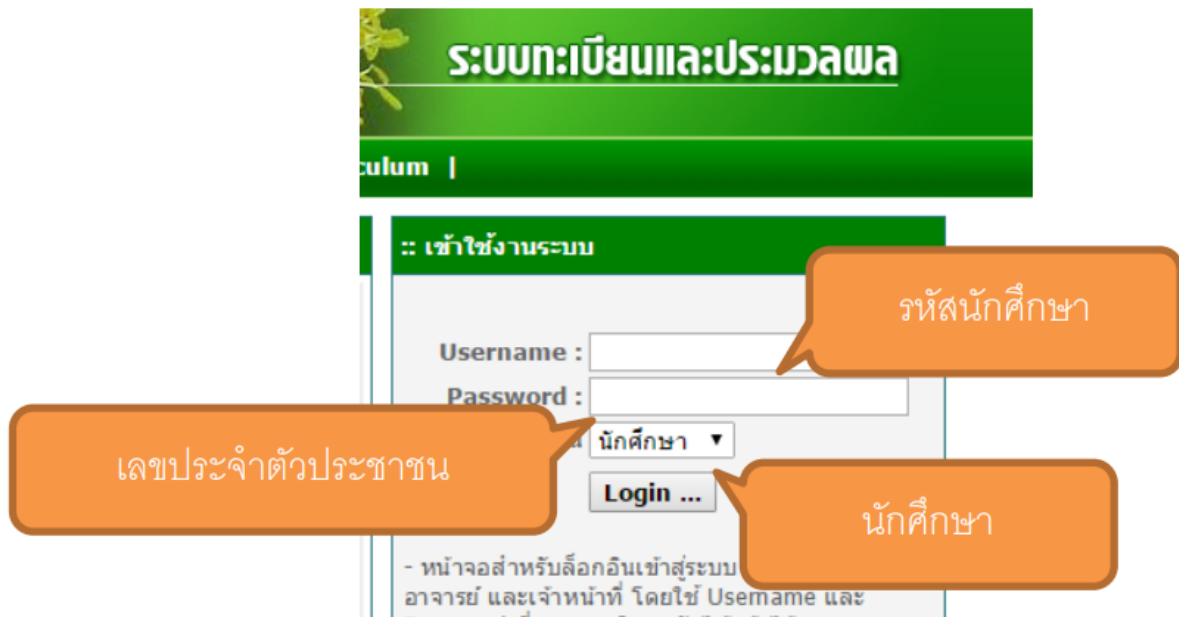 ระบบทะเบียนและประมวลผล
culum |
:: เข้าใช้งานระบบ
รหัสนักศึกษา
Username :
Password :
เลขประจำตัวประชาชน
นักศึกษา ▼
Login ...
นักศึกษา
- หน้าจอสำหรับล็อกอินเข้าสู่ระบบ
อาจารย์ และเจ้าหน้าที่ โดยใช้ Username และ